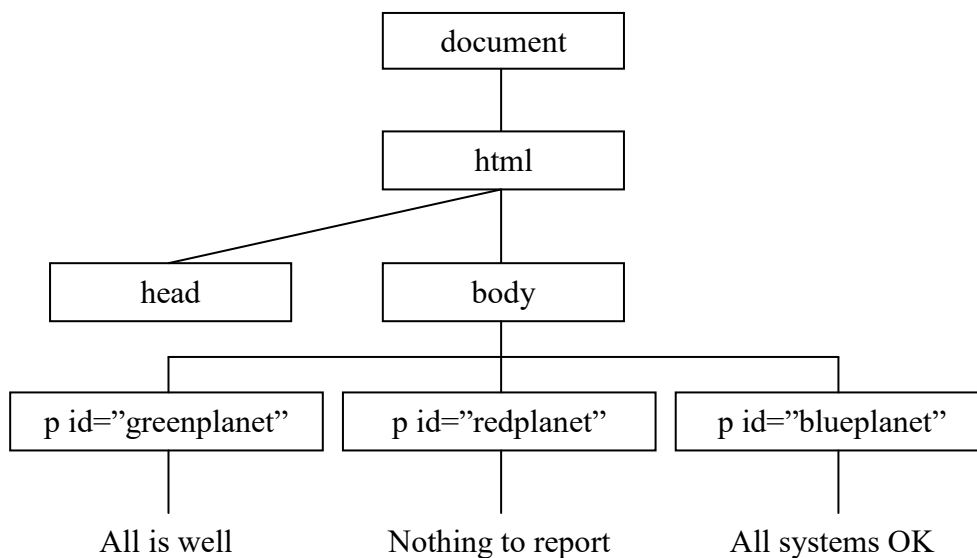 document
html
head
body
p id=”greenplanet”
p id=”redplanet”
p id=”blueplanet”
All is well
Nothing to report
All systems OK